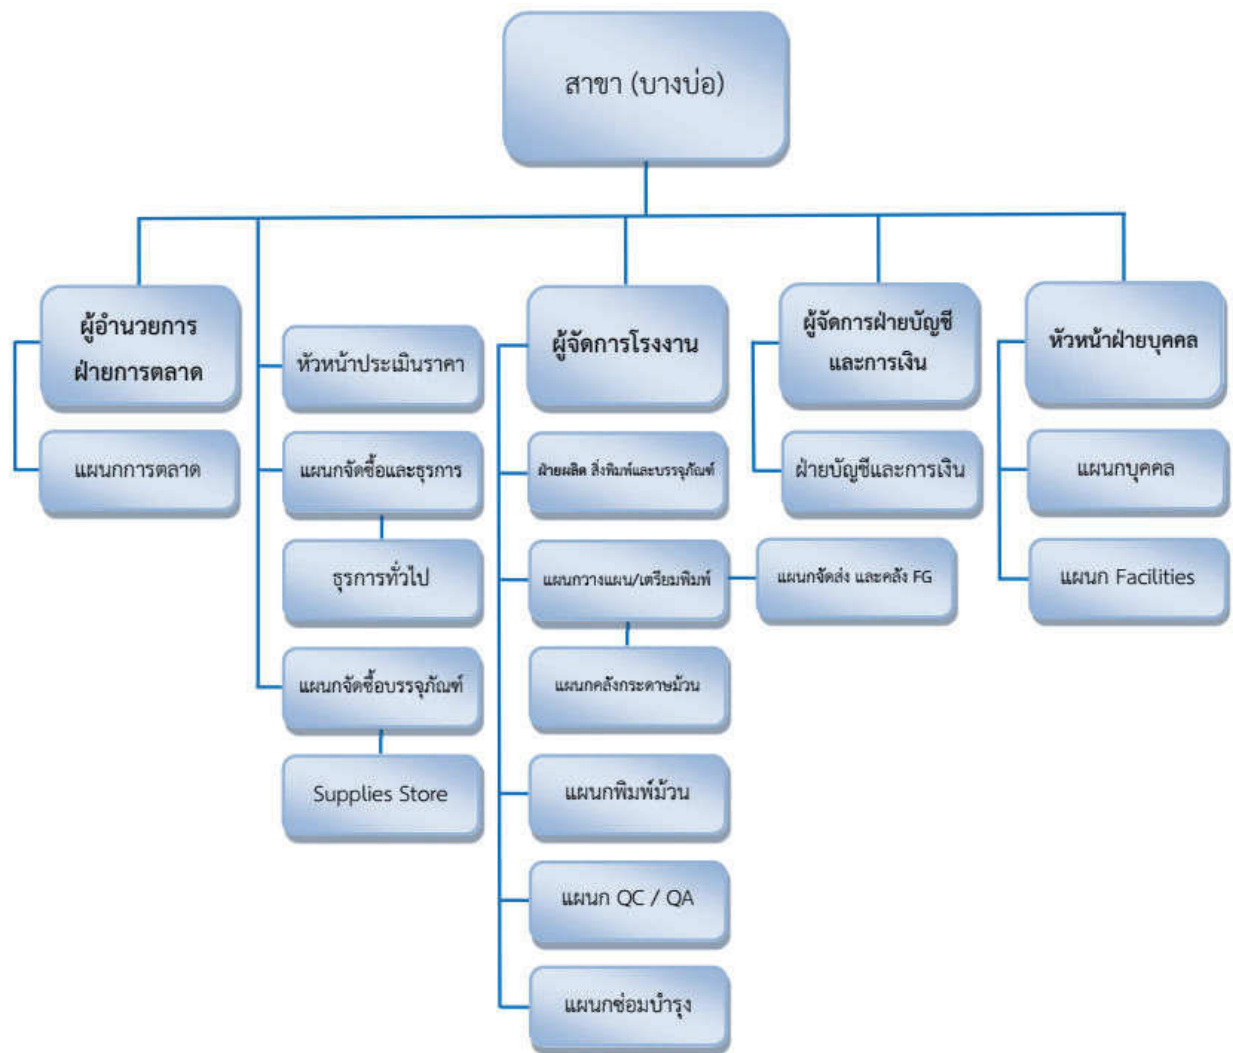 สาขา (บางบ่อ)
ผู้อำนวยการ
ฝ่ายการตลาด
แผนกการตลาด
หัวหน้าประเมินราคา
แผนกจัดซื้อและธุรการ
ธุรการทั่วไป
แผนกจัดซื้อบรรจุภัณฑ์
Supplies Store
ผู้จัดการโรงงาน
ฝ่ายผลิต สิ่งพิมพ์และบรรจุภัณฑ์
แผนกวางแผน/เตรียมพิมพ์
แผนกจัดส่ง และคลัง FG
แผนกคลังกระดาษม้วน
แผนกพิมพ์ม้วน
แผนก QC / QA
แผนกซ่อมบำรุง
ผู้จัดการฝ่ายบัญชี
และการเงิน
ฝ่ายบัญชีและการเงิน
หัวหน้าฝ่ายบุคคล
แผนกบุคคล
แผนก Facilities